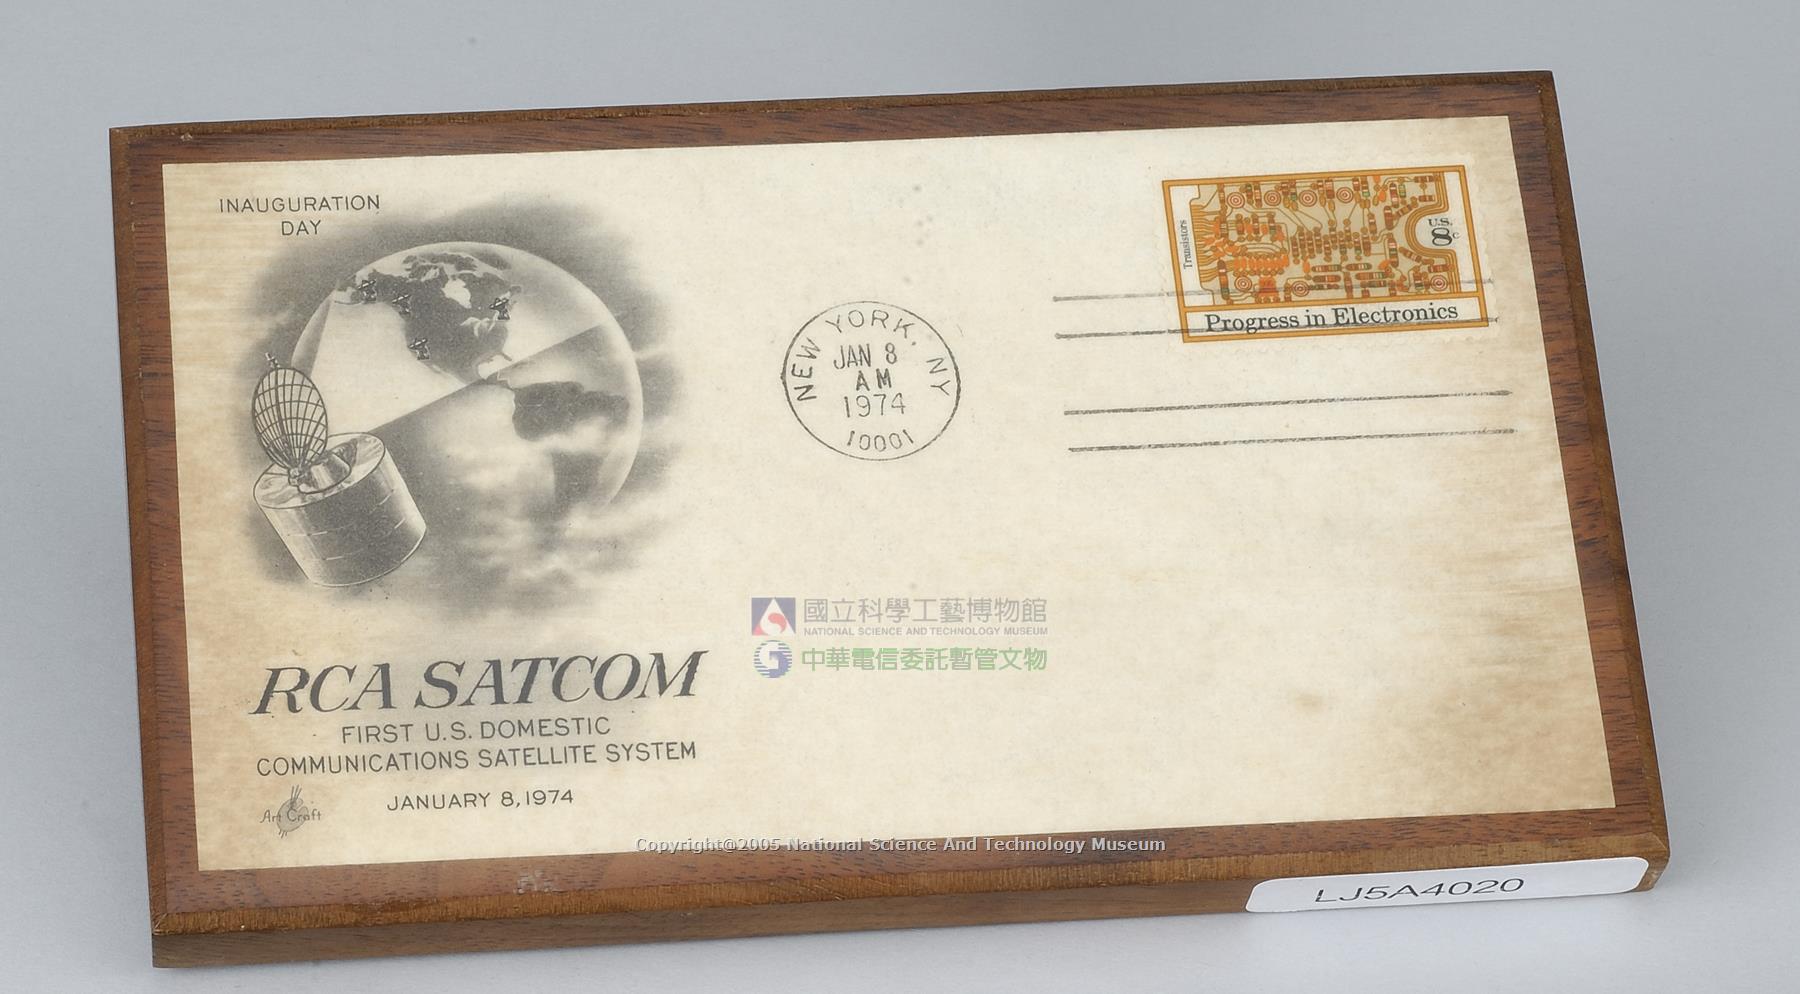 INAUGURATION
DAY
RCA SATCOM
FIRST U.S. DOMESTIC
COMMUNICATIONS SATELLITE SYSTEM
JANUARY 8, 1974
Art Craft
NEW YORK, NY
JAN 8
AM
1974
10001
Transistors
U.S.
8c
Progress in Electronics
國立科學工藝博物館
NATIONAL SCIENCE AND TECHNOLOGY MUSEUM
中華電信委託暫管文物
Copyright@2005 National Science And Technology Museum
LJ5A4020